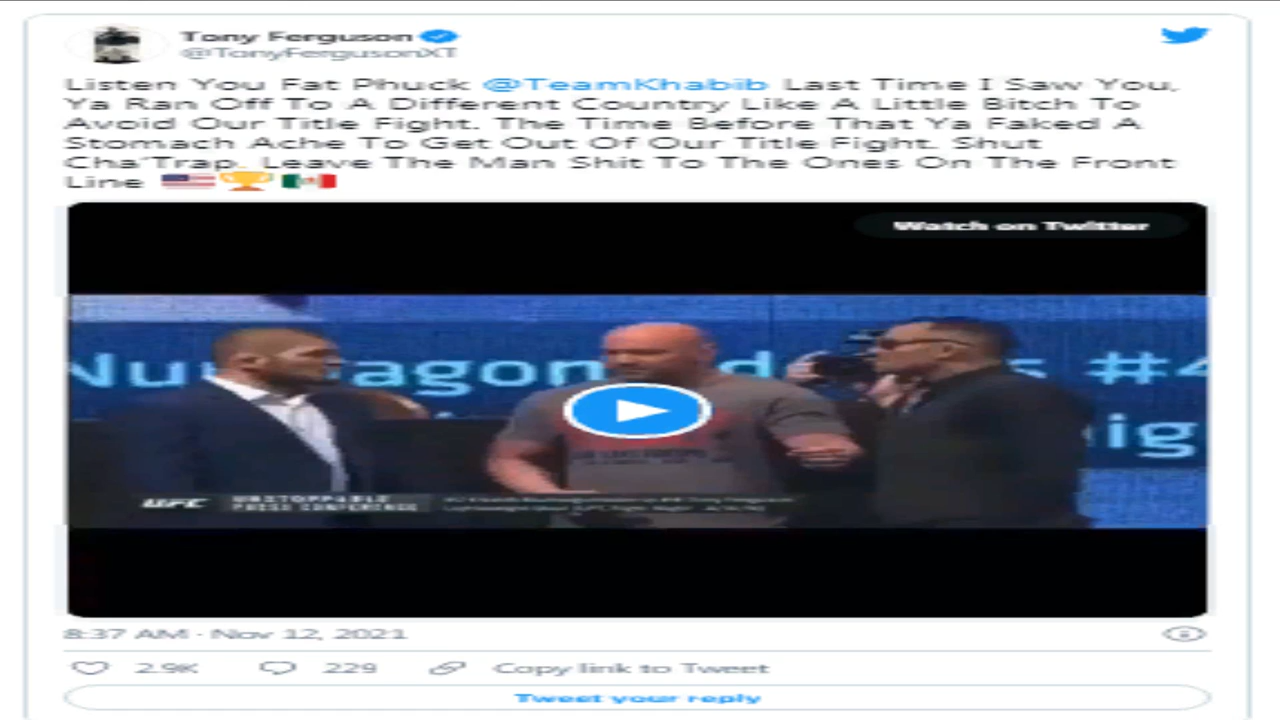 Tony Ferguson
@TonyFergusonXT
Listen You Fat Phuck @TeamKhabib Last Time I Saw You,
Ya Ran Off To A Different Country Like A Little Bitch To
Avoid Our Title Fight. The Time Before That Ya Faked A
Stomach Ache To Get Out Of Our Title Fight. Shut
Cha'Trap. Leave The Man Shit To The Ones On The Front
Line 🇺🇸🏆🇲🇽
Watch on Twitter
#4
UFC UNSTOPPABLE
PRESS CONFERENCE
8:37 AM · Nov 12, 2021
2.9K 229 Copy link to Tweet
Tweet your reply